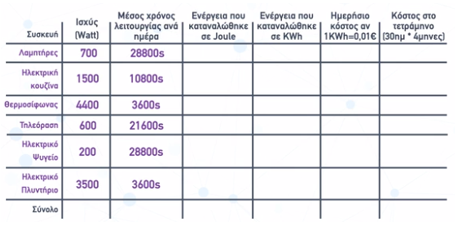 Συσκευή Ισχύς (Watt) Μέσος χρόνος λειτουργίας ανά ημέρα Ενέργεια που καταναλώθηκε σε Joule Ενέργεια που καταναλώθηκε σε KWh Ημερήσιο κόστος αν 1KWh=0,01€ Κόστος στο τετράμηνο (30ημ * 4μηνες)
Λαμπτήρες 700 28800s
Ηλεκτρική κουζίνα 1500 10800s
Θερμοσίφωνας 4400 3600s
Τηλεόραση 600 21600s
Ηλεκτρικό Ψυγείο 200 28800s
Ηλεκτρικό Πλυντήριο 3500 3600s
Σύνολο